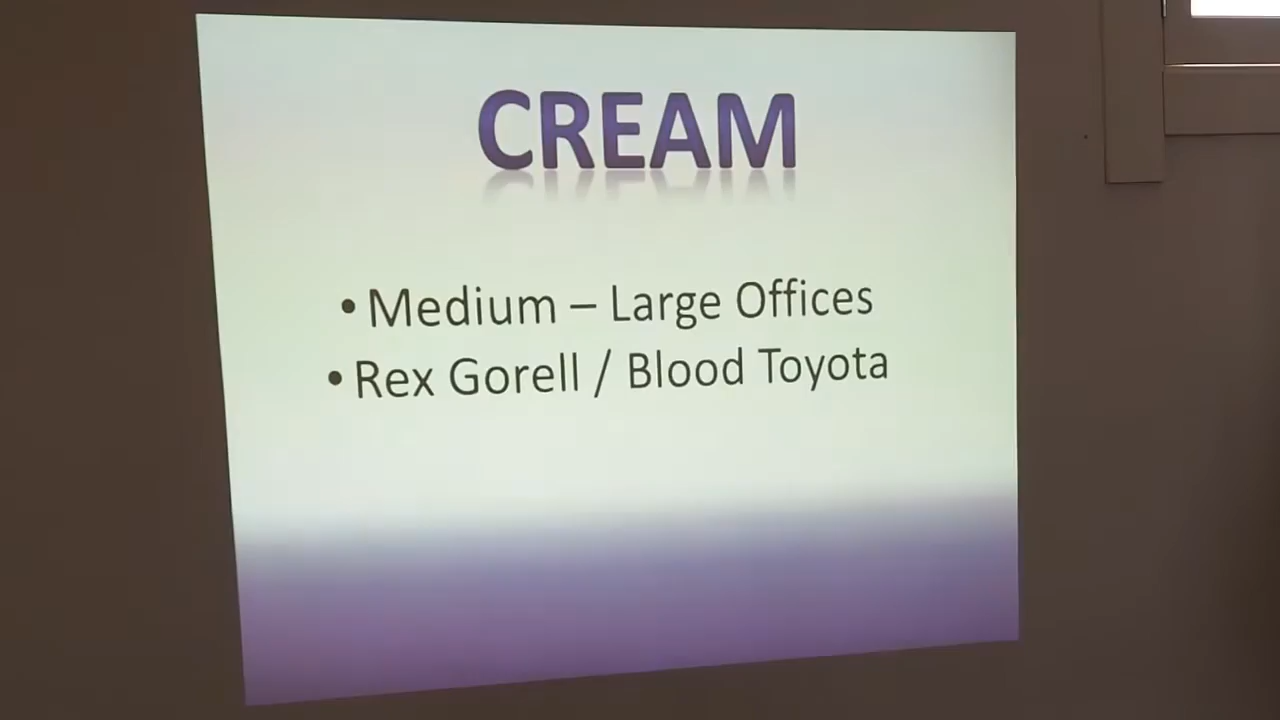 CREAM
• Medium – Large Offices
• Rex Gorell / Blood Toyota